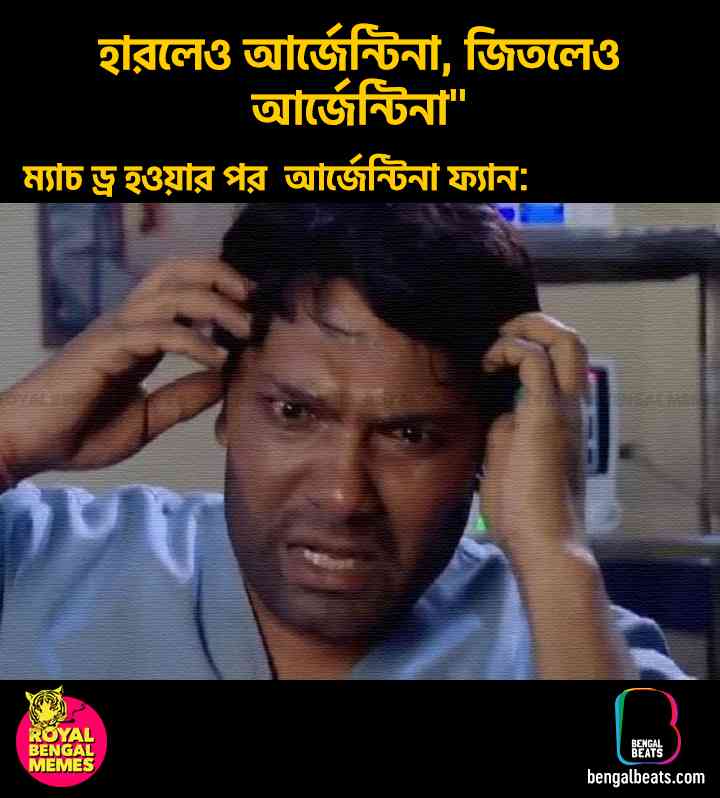 হারলেও আর্জেন্টিনা, জিতলেও
আর্জেন্টিনা"
ম্যাচ ড্র হওয়ার পর আর্জেন্টিনা ফ্যান:
ROYAL
BENGAL
MEMES
BENGAL
BEATS
bengalbeats.com